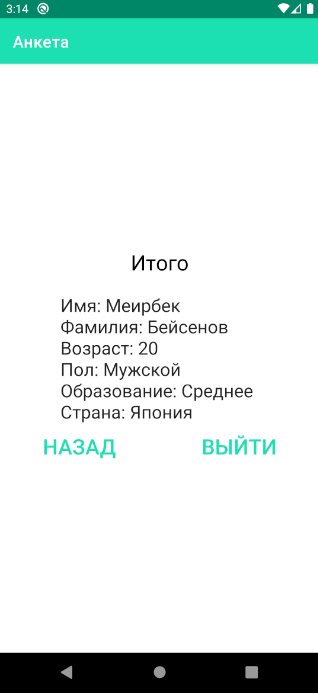 3:14
Анкета
Итого
Имя: Меирбек
Фамилия: Бейсенов
Возраст: 20
Пол: Мужской
Образование: Среднее
Страна: Япония
НАЗАД ВЫЙТИ